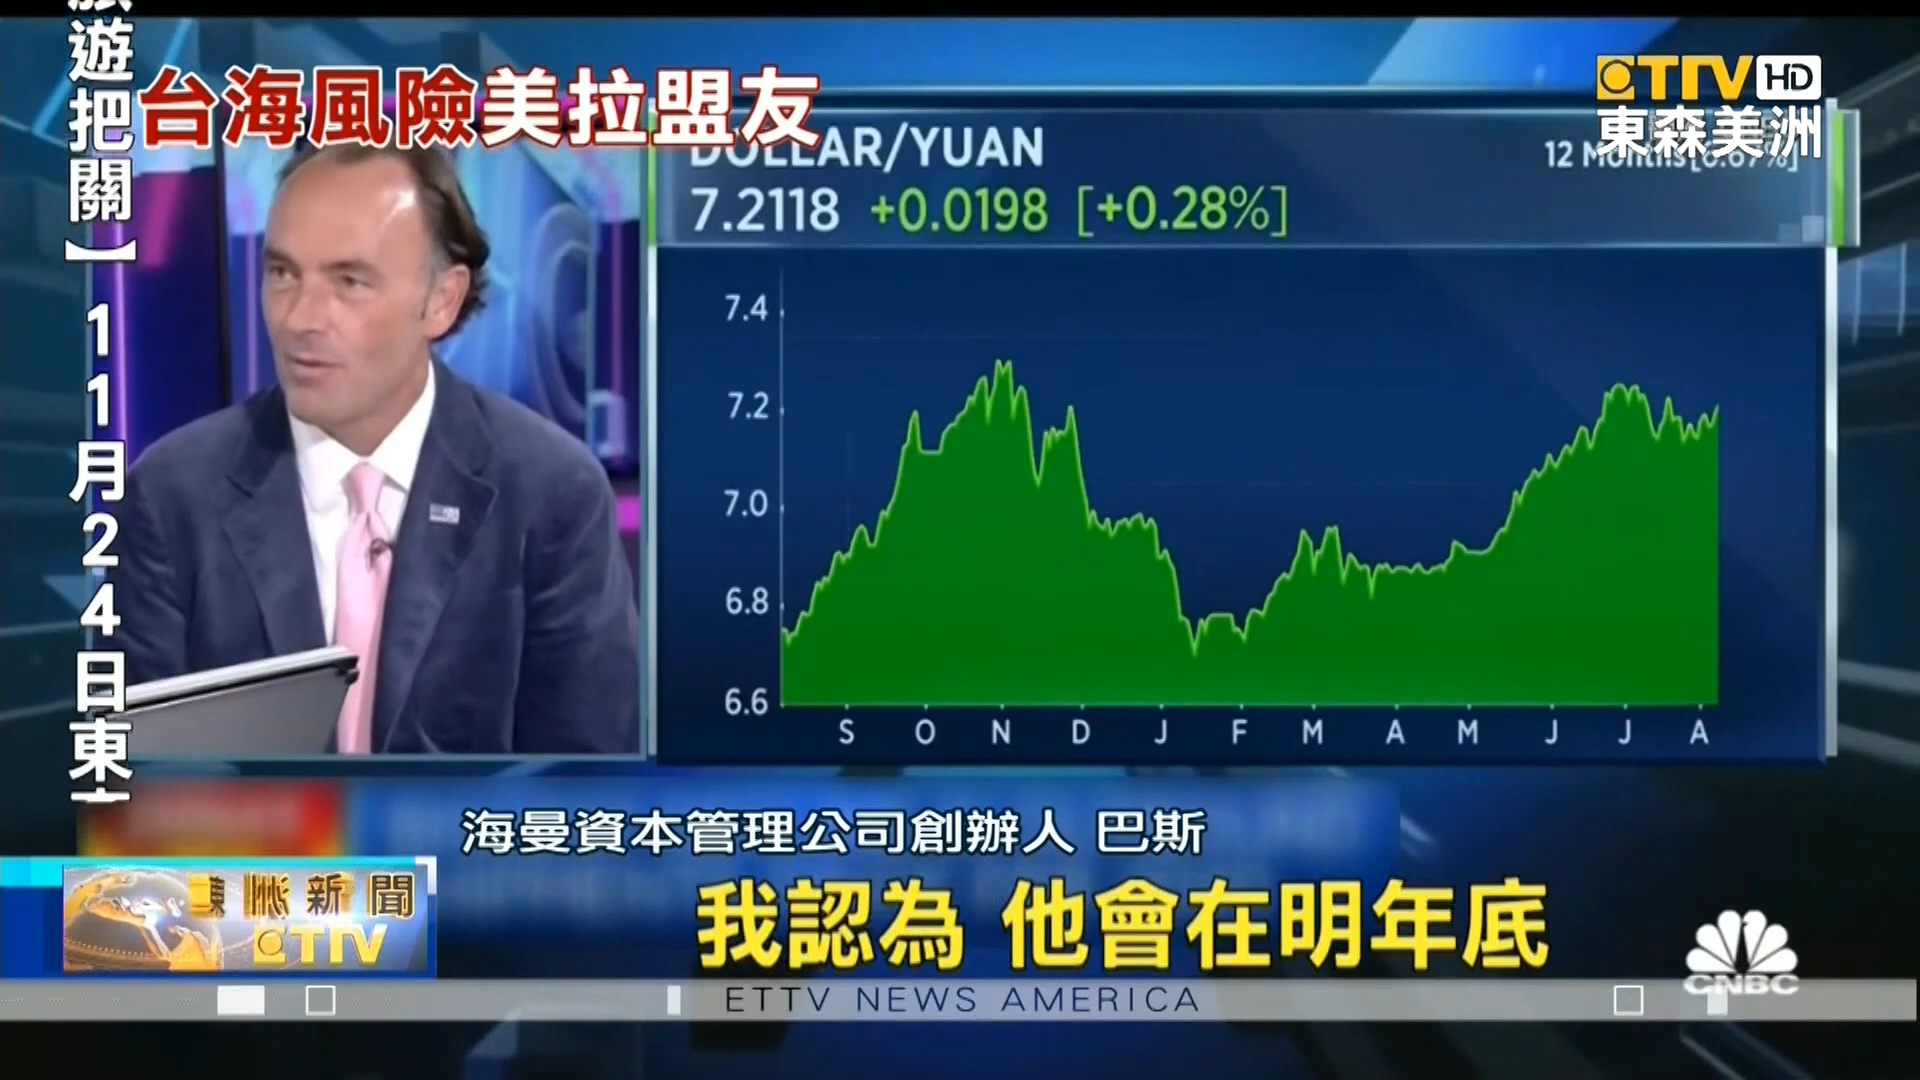 遊把關】11月24日東
台海風險美拉盟友
ETTV HD
東森美洲
DOLLAR/YUAN
12 Months
7.2118 +0.0198 [+0.28%]
7.4
7.2
7.0
6.8
6.6
S O N D J F M A M J J A
海曼資本管理公司創辦人 巴斯
我認為 他會在明年底
新聞
ETTV
CNBC
ETTV NEWS AMERICA